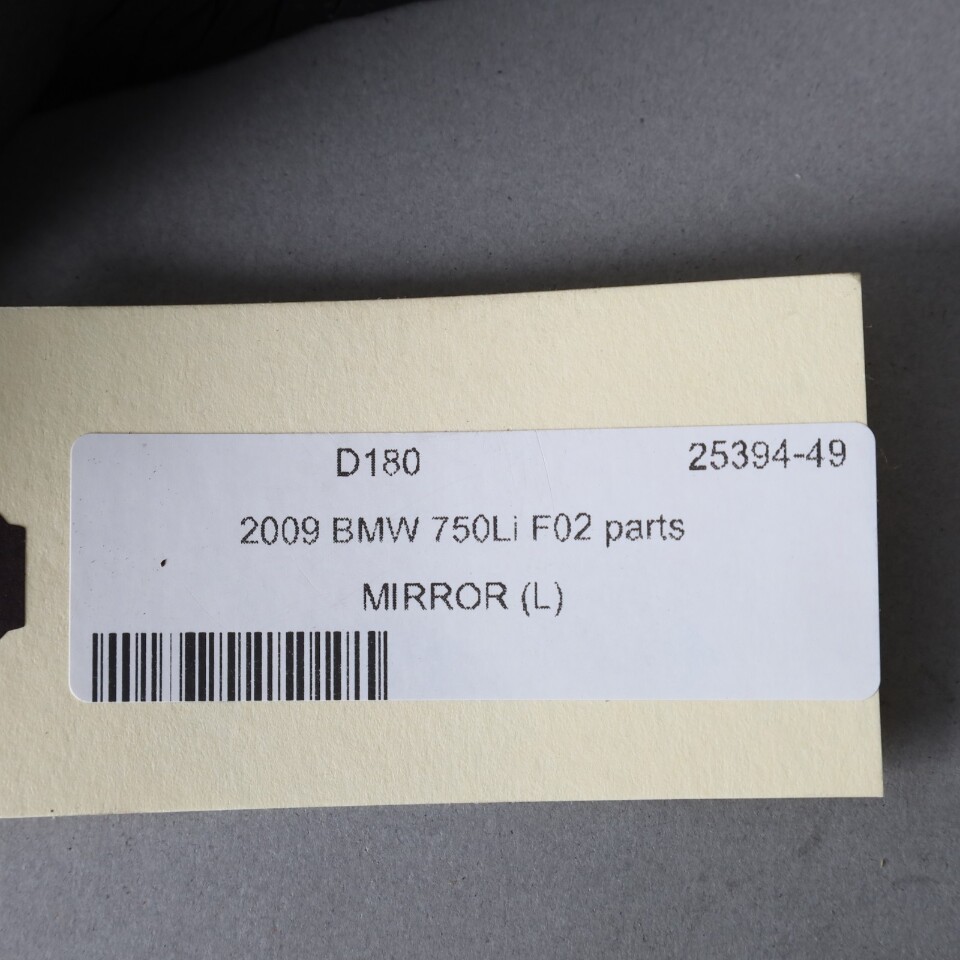 D180 25394-49
2009 BMW 750Li F02 parts
MIRROR (L)